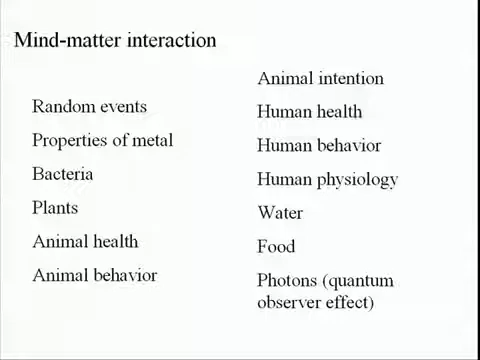 Mind-matter interaction
Random events
Properties of metal
Bacteria
Plants
Animal health
Animal behavior
Animal intention
Human health
Human behavior
Human physiology
Water
Food
Photons (quantum
observer effect)